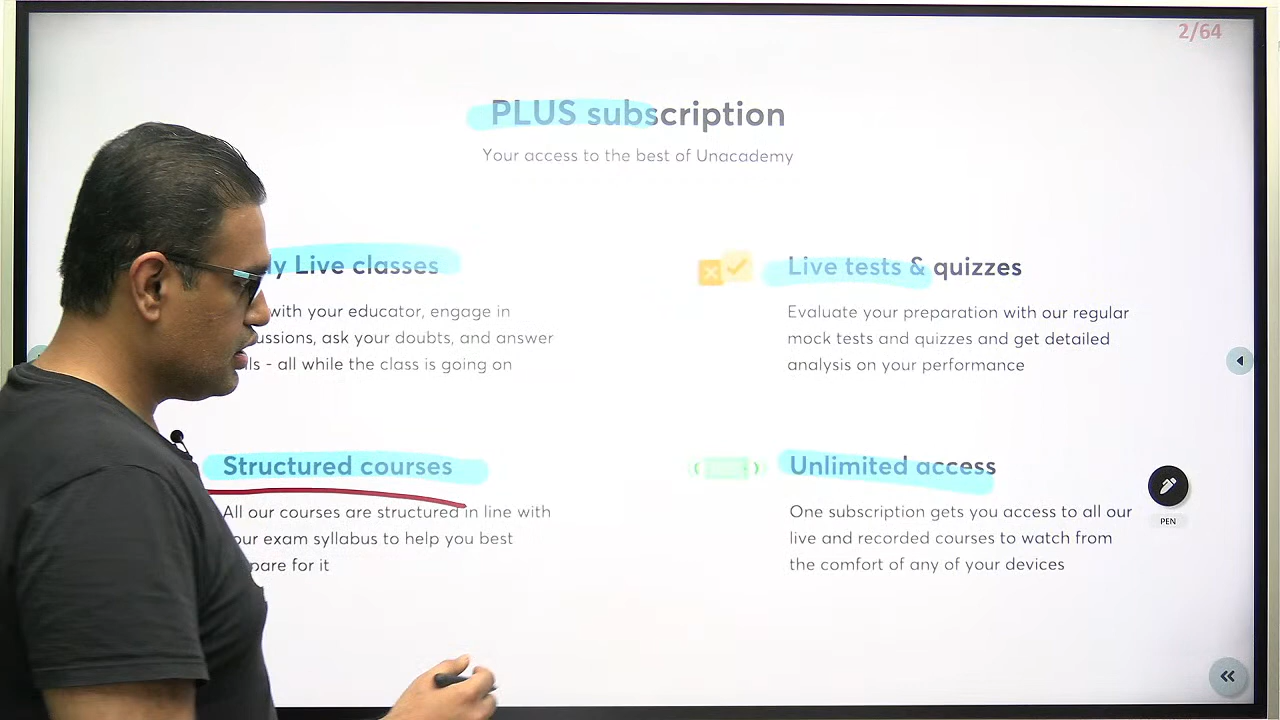 2/64
PLUS subscription
Your access to the best of Unacademy
Live classes
with your educator, engage in
ask your doubts, and answer
- all while the class is going on
Live tests & quizzes
Evaluate your preparation with our regular
mock tests and quizzes and get detailed
analysis on your performance
Structured courses
All our courses are structured in line with
exam syllabus to help you best
for it
Unlimited access
One subscription gets you access to all our
live and recorded courses to watch from
the comfort of any of your devices
PEN